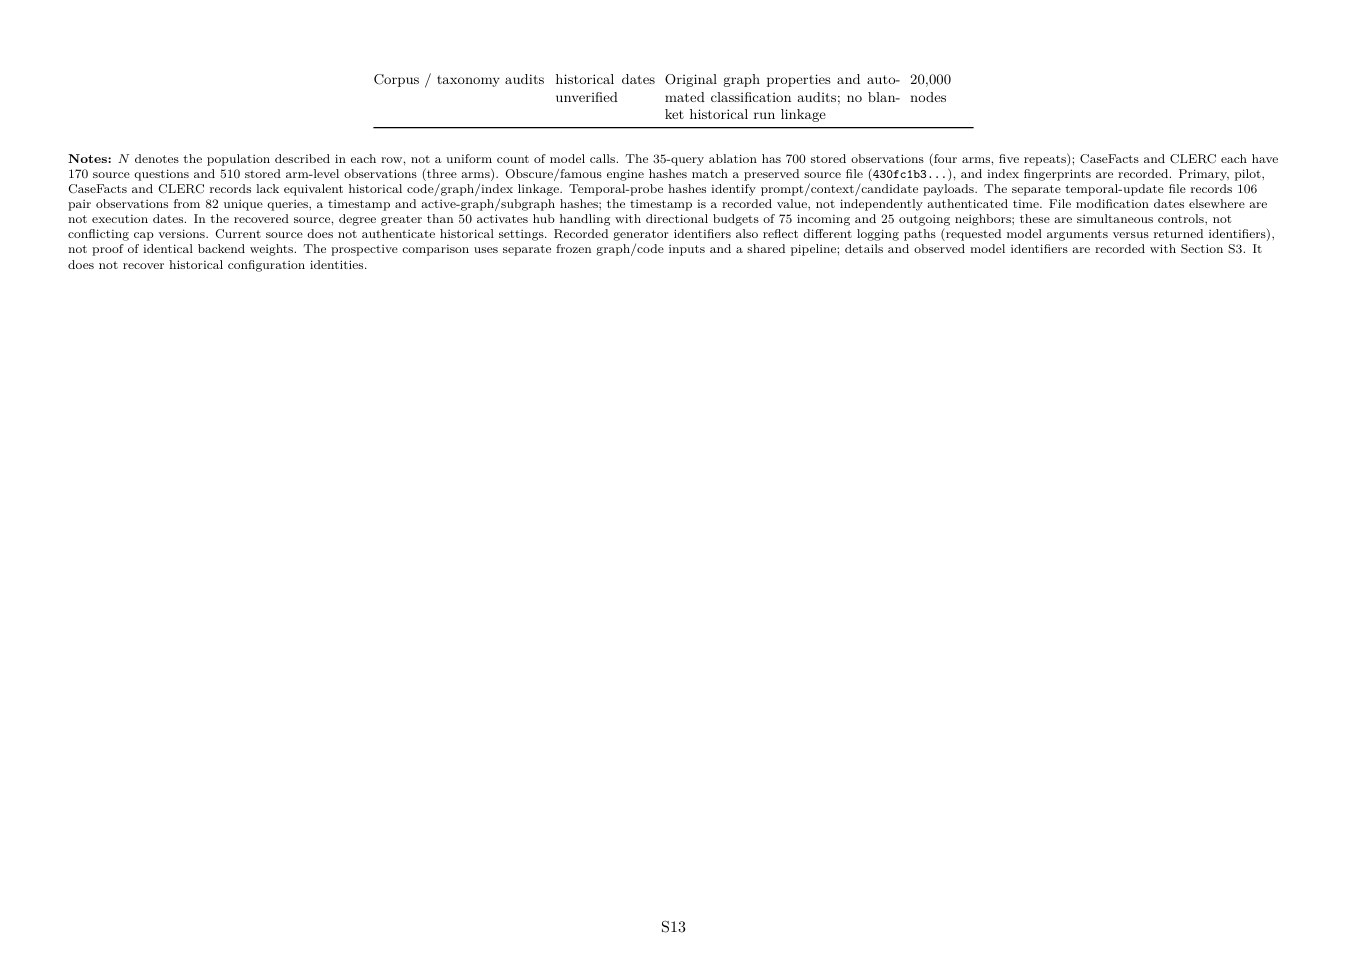 Corpus / taxonomy audits historical dates Original graph properties and auto- 20,000
unverified mated classification audits; no blan- nodes
ket historical run linkage
Notes: N denotes the population described in each row, not a uniform count of model calls. The 35-query ablation has 700 stored observations (four arms, five repeats); CaseFacts and CLERC each have
170 source questions and 510 stored arm-level observations (three arms). Obscure/famous engine hashes match a preserved source file (430fc1b3...), and index fingerprints are recorded. Primary, pilot,
CaseFacts and CLERC records lack equivalent historical code/graph/index linkage. Temporal-probe hashes identify prompt/context/candidate payloads. The separate temporal-update file records 106
pair observations from 82 unique queries, a timestamp and active-graph/subgraph hashes; the timestamp is a recorded value, not independently authenticated time. File modification dates elsewhere are
not execution dates. In the recovered source, degree greater than 50 activates hub handling with directional budgets of 75 incoming and 25 outgoing neighbors; these are simultaneous controls, not
conflicting cap versions. Current source does not authenticate historical settings. Recorded generator identifiers also reflect different logging paths (requested model arguments versus returned identifiers),
not proof of identical backend weights. The prospective comparison uses separate frozen graph/code inputs and a shared pipeline; details and observed model identifiers are recorded with Section S3. It
does not recover historical configuration identities.
S13